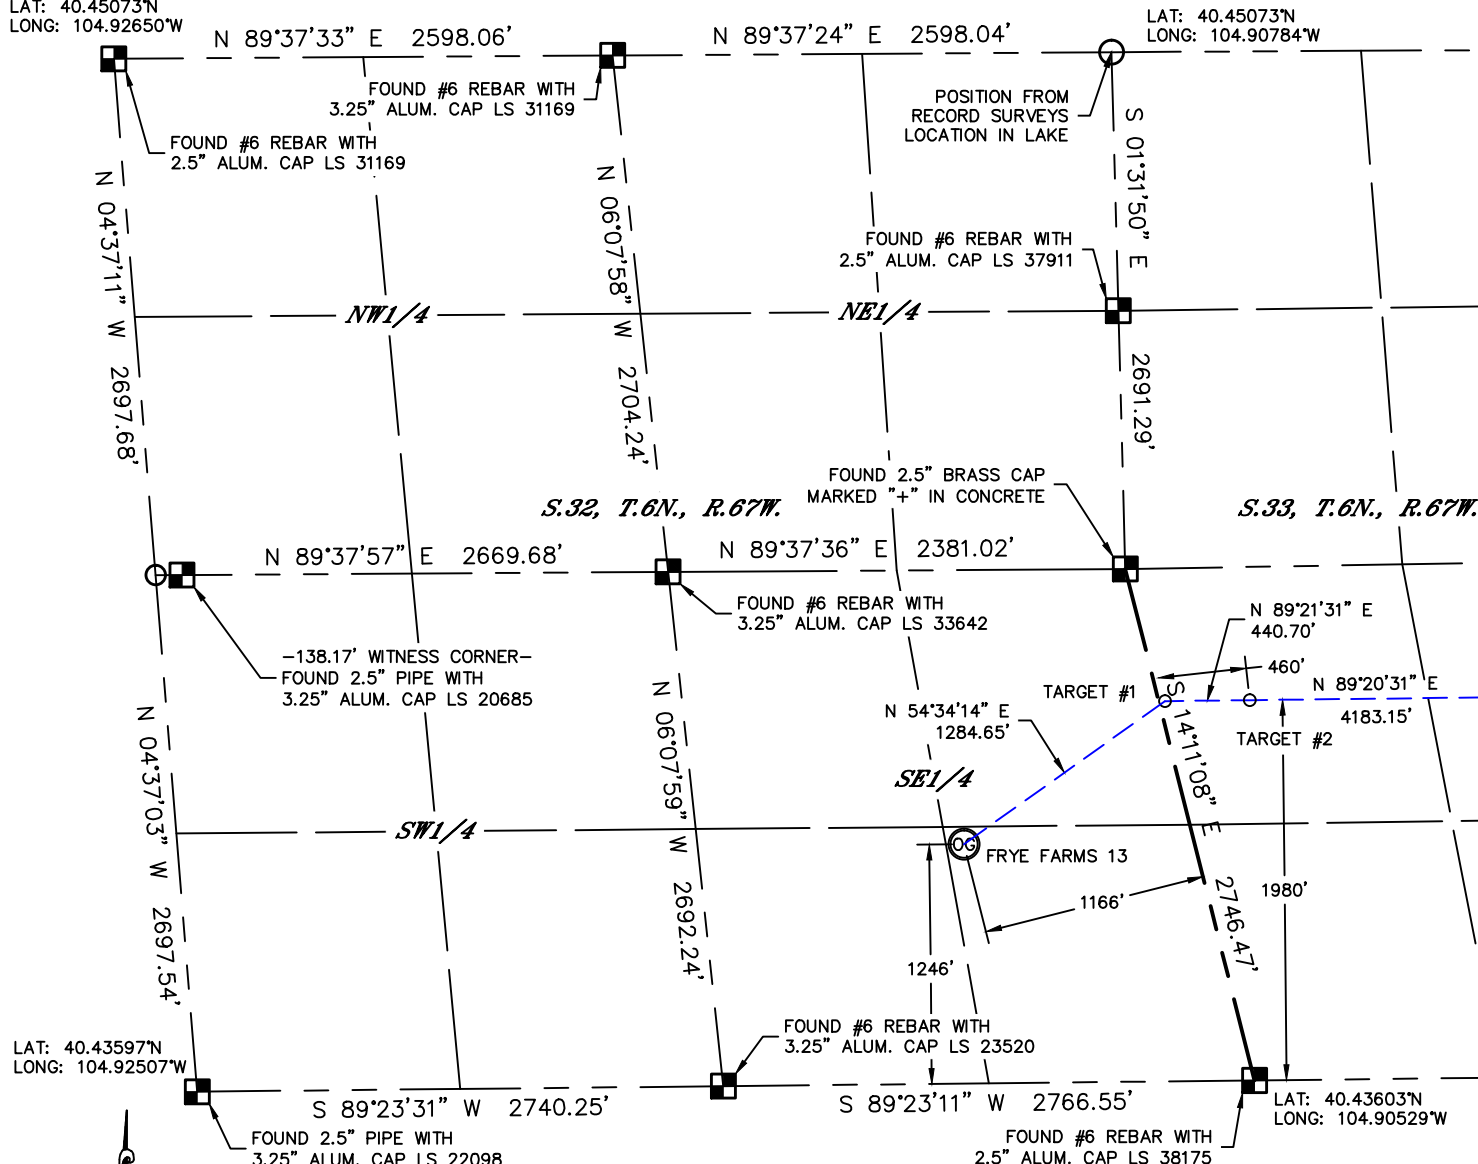 LAT: 40.45073°N
LONG: 104.92650°W
N 89°37'33" E 2598.06'
N 89°37'24" E 2598.04'
LAT: 40.45073°N
LONG: 104.90784°W
FOUND #6 REBAR WITH
3.25" ALUM. CAP LS 31169
POSITION FROM
RECORD SURVEYS
LOCATION IN LAKE
FOUND #6 REBAR WITH
2.5" ALUM. CAP LS 31169
N 04°37'11" W 2697.68'
N 06°07'58" W 2704.24'
S 01°31'50" E 2691.29'
FOUND #6 REBAR WITH
2.5" ALUM. CAP LS 37911
NW1/4
NE1/4
FOUND 2.5" BRASS CAP
MARKED "+" IN CONCRETE
S.32, T.6N., R.67W.
S.33, T.6N., R.67W.
N 89°37'57" E 2669.68'
N 89°37'36" E 2381.02'
FOUND #6 REBAR WITH
3.25" ALUM. CAP LS 33642
N 89°21'31" E
440.70'
-138.17' WITNESS CORNER-
FOUND 2.5" PIPE WITH
3.25" ALUM. CAP LS 20685
460'
TARGET #1
N 89°20'31" E
4183.15'
TARGET #2
N 54°34'14" E
1284.65'
N 04°37'03" W 2697.54'
N 06°07'59" W 2692.24'
S 14°11'08" E 2746.47'
SE1/4
SW1/4
OG
FRYE FARMS 13
1166'
1980'
1246'
FOUND #6 REBAR WITH
3.25" ALUM. CAP LS 23520
LAT: 40.43597°N
LONG: 104.92507°W
S 89°23'31" W 2740.25'
S 89°23'11" W 2766.55'
LAT: 40.43603°N
LONG: 104.90529°W
FOUND 2.5" PIPE WITH
3.25" ALUM. CAP LS 22098
FOUND #6 REBAR WITH
2.5" ALUM. CAP LS 38175